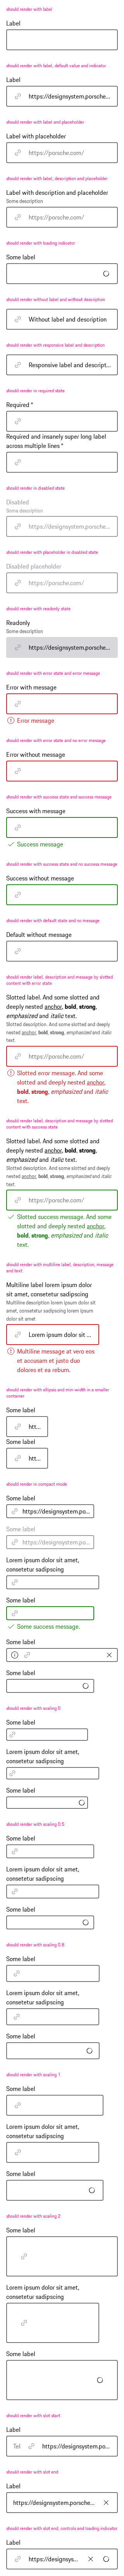 should render with label
Label
should render with label, default value and indicator
Label
https://designsystem.porsche...
should render with label and placeholder
Label with placeholder
https://porsche.com/
should render with label, description and placeholder
Label with description and placeholder
Some description
https://porsche.com/
should render with loading indicator
Some label
should render without label and without description
Without label and description
should render with responsive label and description
Responsive label and descript...
should render in required state
Required *
Required and insanely super long label
across multiple lines *
should render in disabled state
Disabled
Some description
https://designsystem.porsche...
should render with placeholder in disabled state
Disabled placeholder
https://porsche.com/
should render with readonly state
Readonly
Some description
https://designsystem.porsche...
should render with error state and error message
Error with message
Error message
should render with error state and no error message
Error without message
should render with success state and success message
Success with message
Success message
should render with success state and no success message
Success without message
should render with default state and no message
Default without message
should render label, description and message by slotted
content with error state
Slotted label. And some slotted and
deeply nested anchor, bold, strong,
emphasized and italic text.
Slotted description. And some slotted and deeply
nested anchor, bold, strong, emphasized and italic
text.
https://porsche.com/
Slotted error message. And some
slotted and deeply nested anchor,
bold, strong, emphasized and italic
text.
should render label, description and message by slotted
content with success state
Slotted label. And some slotted and
deeply nested anchor, bold, strong,
emphasized and italic text.
Slotted description. And some slotted and deeply
nested anchor, bold, strong, emphasized and italic
text.
https://porsche.com/
Slotted success message. And some
slotted and deeply nested anchor,
bold, strong, emphasized and italic
text.
should render with multiline label, description, message
and text
Multiline label lorem ipsum dolor
sit amet, consetetur sadipscing
Multiline description lorem ipsum dolor sit
amet, consetetur sadipscing lorem ipsum
dolor sit amet
Lorem ipsum dolor sit ...
Multiline message at vero eos
et accusam et justo duo
dolores et ea rebum.
should render with ellipsis and min-width in a smaller
container
Some label
htt...
Some label
htt...
should render in compact mode
Some label
https://designsystem.po...
Some label
https://designsystem.po...
Lorem ipsum dolor sit amet,
consetetur sadipscing
Some label
Some success message.
Some label
Some label
should render with scaling 0
Some label
Lorem ipsum dolor sit amet,
consetetur sadipscing
Some label
should render with scaling 0.5
Some label
Lorem ipsum dolor sit amet,
consetetur sadipscing
Some label
should render with scaling 0.8
Some label
Lorem ipsum dolor sit amet,
consetetur sadipscing
Some label
should render with scaling 1
Some label
Lorem ipsum dolor sit amet,
consetetur sadipscing
Some label
should render with scaling 2
Some label
Lorem ipsum dolor sit amet,
consetetur sadipscing
Some label
should render with slot start
Label
Tel https://designsystem.po...
should render with slot end
Label
https://designsystem.porsche...
should render with slot end, controls and loading indicator
Label
https://designsys...